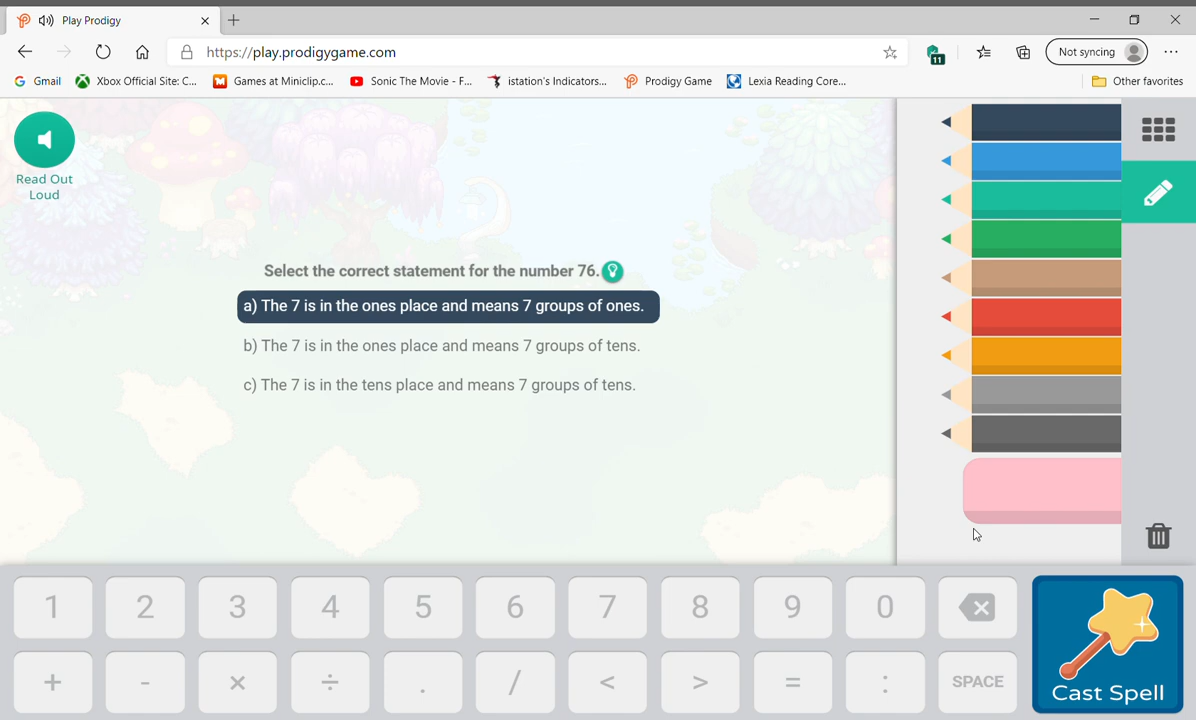 Play Prodigy
https://play.prodigygame.com
11
Not syncing
Gmail
Xbox Official Site: C...
Games at Miniclip.c...
Sonic The Movie - F...
istation's Indicators...
Prodigy Game
Lexia Reading Core...
Other favorites
Read Out
Loud
Select the correct statement for the number 76.
a) The 7 is in the ones place and means 7 groups of ones.
b) The 7 is in the ones place and means 7 groups of tens.
c) The 7 is in the tens place and means 7 groups of tens.
1 2 3 4 5 6 7 8 9 0
+ - × ÷ . / < > = : SPACE
Cast Spell